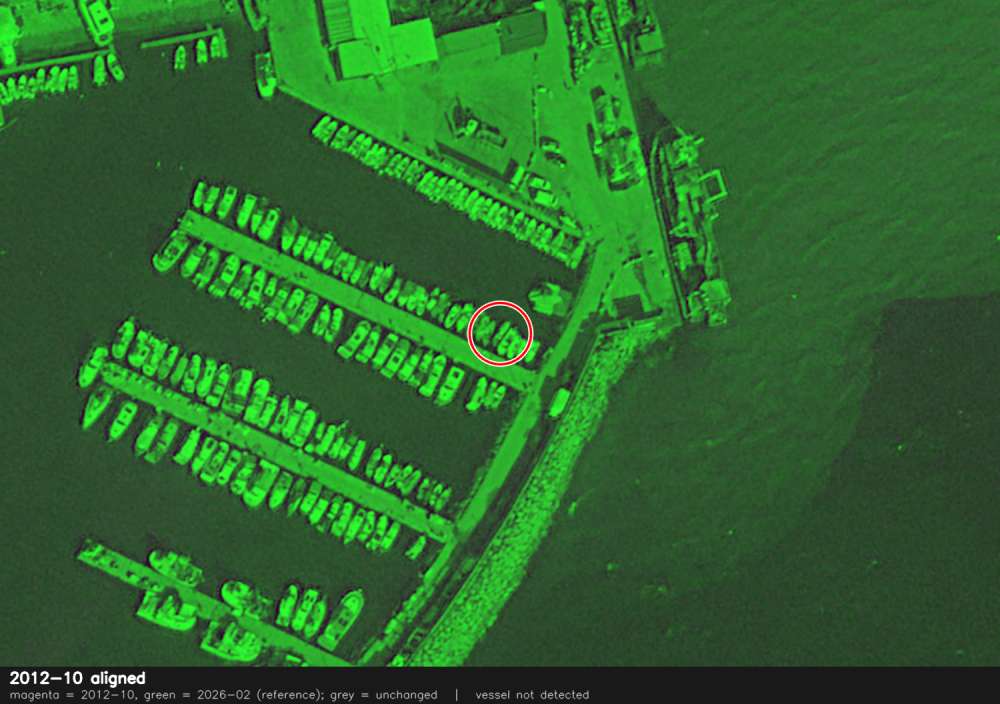 2012-10 aligned
magenta = 2012-10, green = 2026-02 (reference); grey = unchanged | vessel not detected